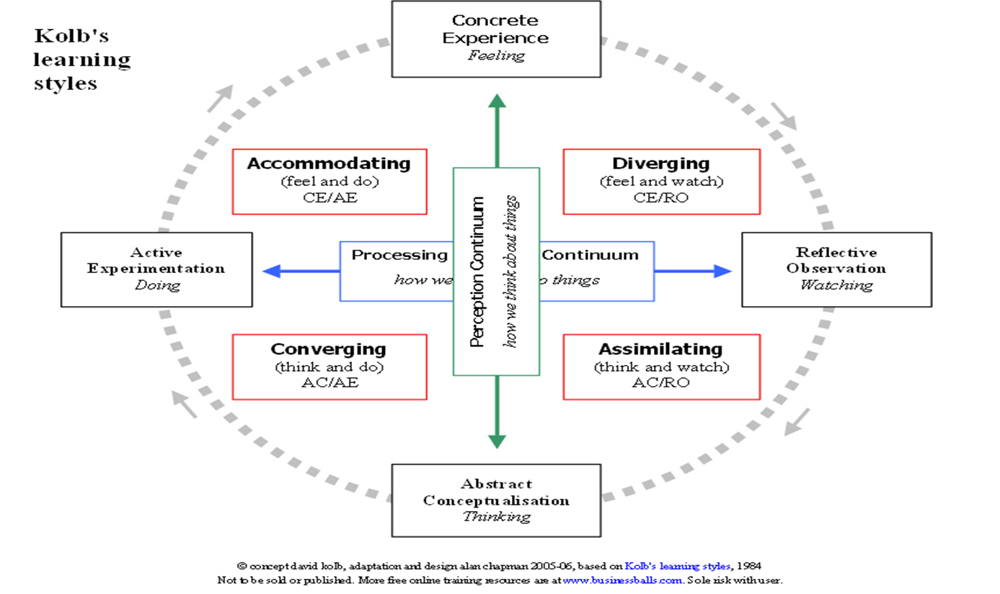 Kolb's
learning
styles
Concrete
Experience
Feeling
Accommodating
(feel and do)
CE/AE
Diverging
(feel and watch)
CE/RO
Active
Experimentation
Doing
Processing
Continuum
how we
things
Perception Continuum
how we think about things
Reflective
Observation
Watching
Converging
(think and do)
AC/AE
Assimilating
(think and watch)
AC/RO
Abstract
Conceptualisation
Thinking
© concept david kolb, adaptation and design alan chapman 2005-06, based on Kolb's learning styles, 1984
Not to be sold or published. More free online training resources are at www.businessballs.com. Sole risk with user.